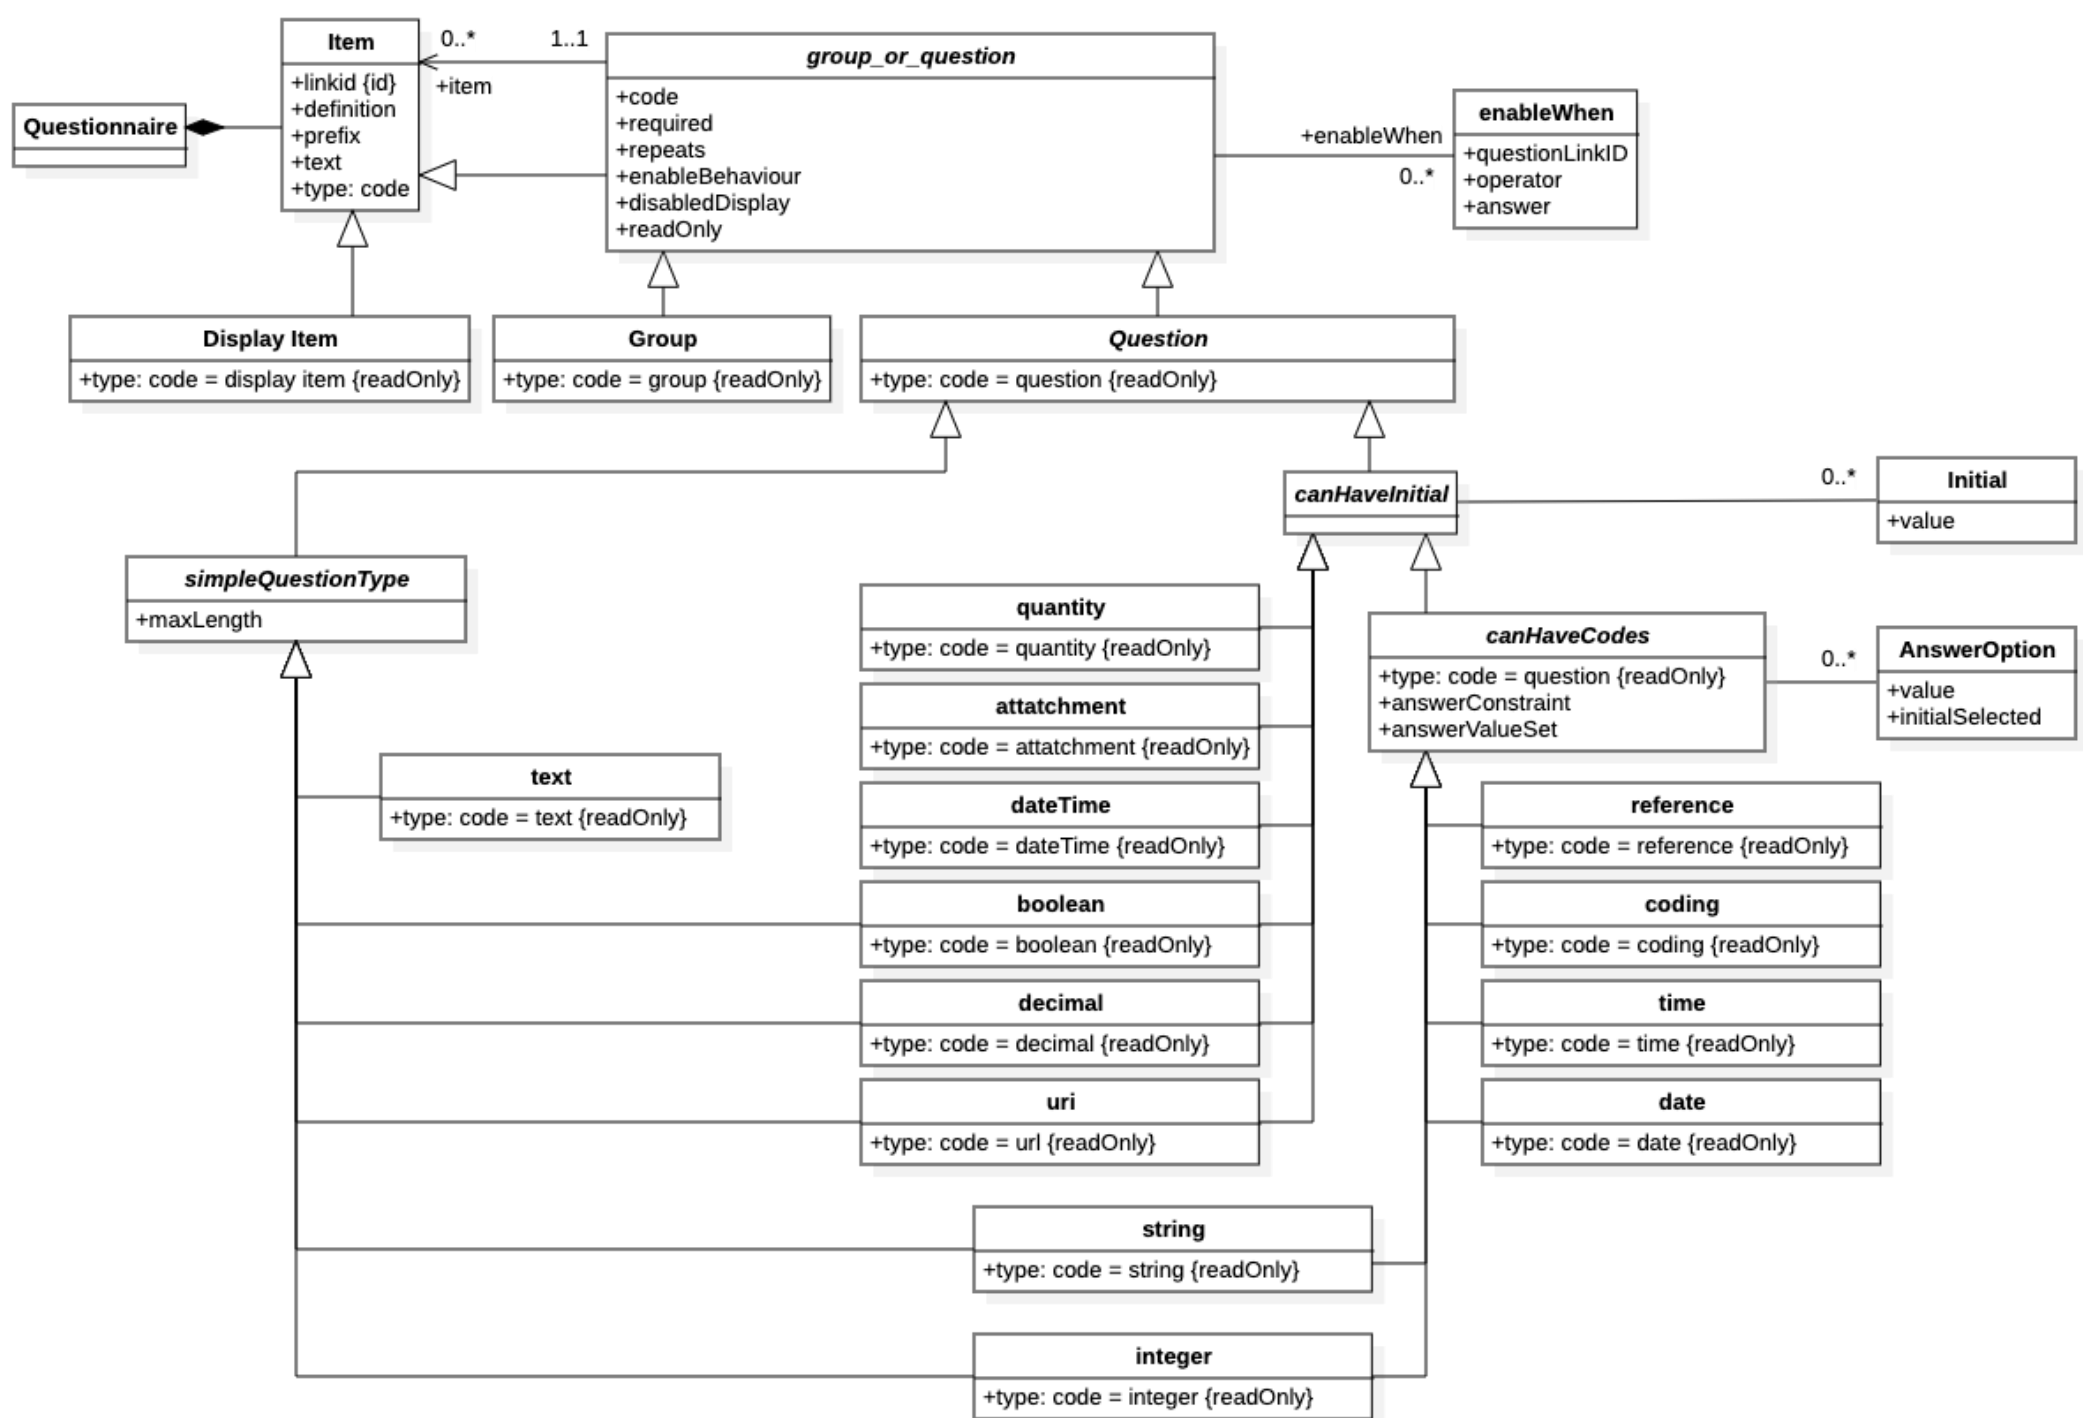 Questionnaire
Item
+linkid {id}
+definition
+prefix
+text
+type: code
0..*
1..1
+item
group_or_question
+code
+required
+repeats
+enableBehaviour
+disabledDisplay
+readOnly
+enableWhen
0..*
enableWhen
+questionLinkID
+operator
+answer
Display Item
+type: code = display item {readOnly}
Group
+type: code = group {readOnly}
Question
+type: code = question {readOnly}
canHaveInitial
0..*
Initial
+value
simpleQuestionType
+maxLength
quantity
+type: code = quantity {readOnly}
canHaveCodes
+type: code = question {readOnly}
+answerConstraint
+answerValueSet
0..*
AnswerOption
+value
+initialSelected
attatchment
+type: code = attatchment {readOnly}
text
+type: code = text {readOnly}
dateTime
+type: code = dateTime {readOnly}
reference
+type: code = reference {readOnly}
boolean
+type: code = boolean {readOnly}
coding
+type: code = coding {readOnly}
decimal
+type: code = decimal {readOnly}
time
+type: code = time {readOnly}
uri
+type: code = url {readOnly}
date
+type: code = date {readOnly}
string
+type: code = string {readOnly}
integer
+type: code = integer {readOnly}